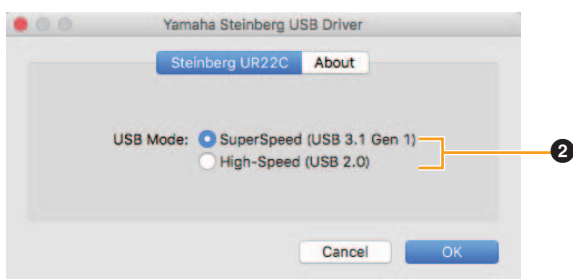 Yamaha Steinberg USB Driver
Steinberg UR22C About
USB Mode: SuperSpeed (USB 3.1 Gen 1)
High-Speed (USB 2.0)
2
Cancel OK